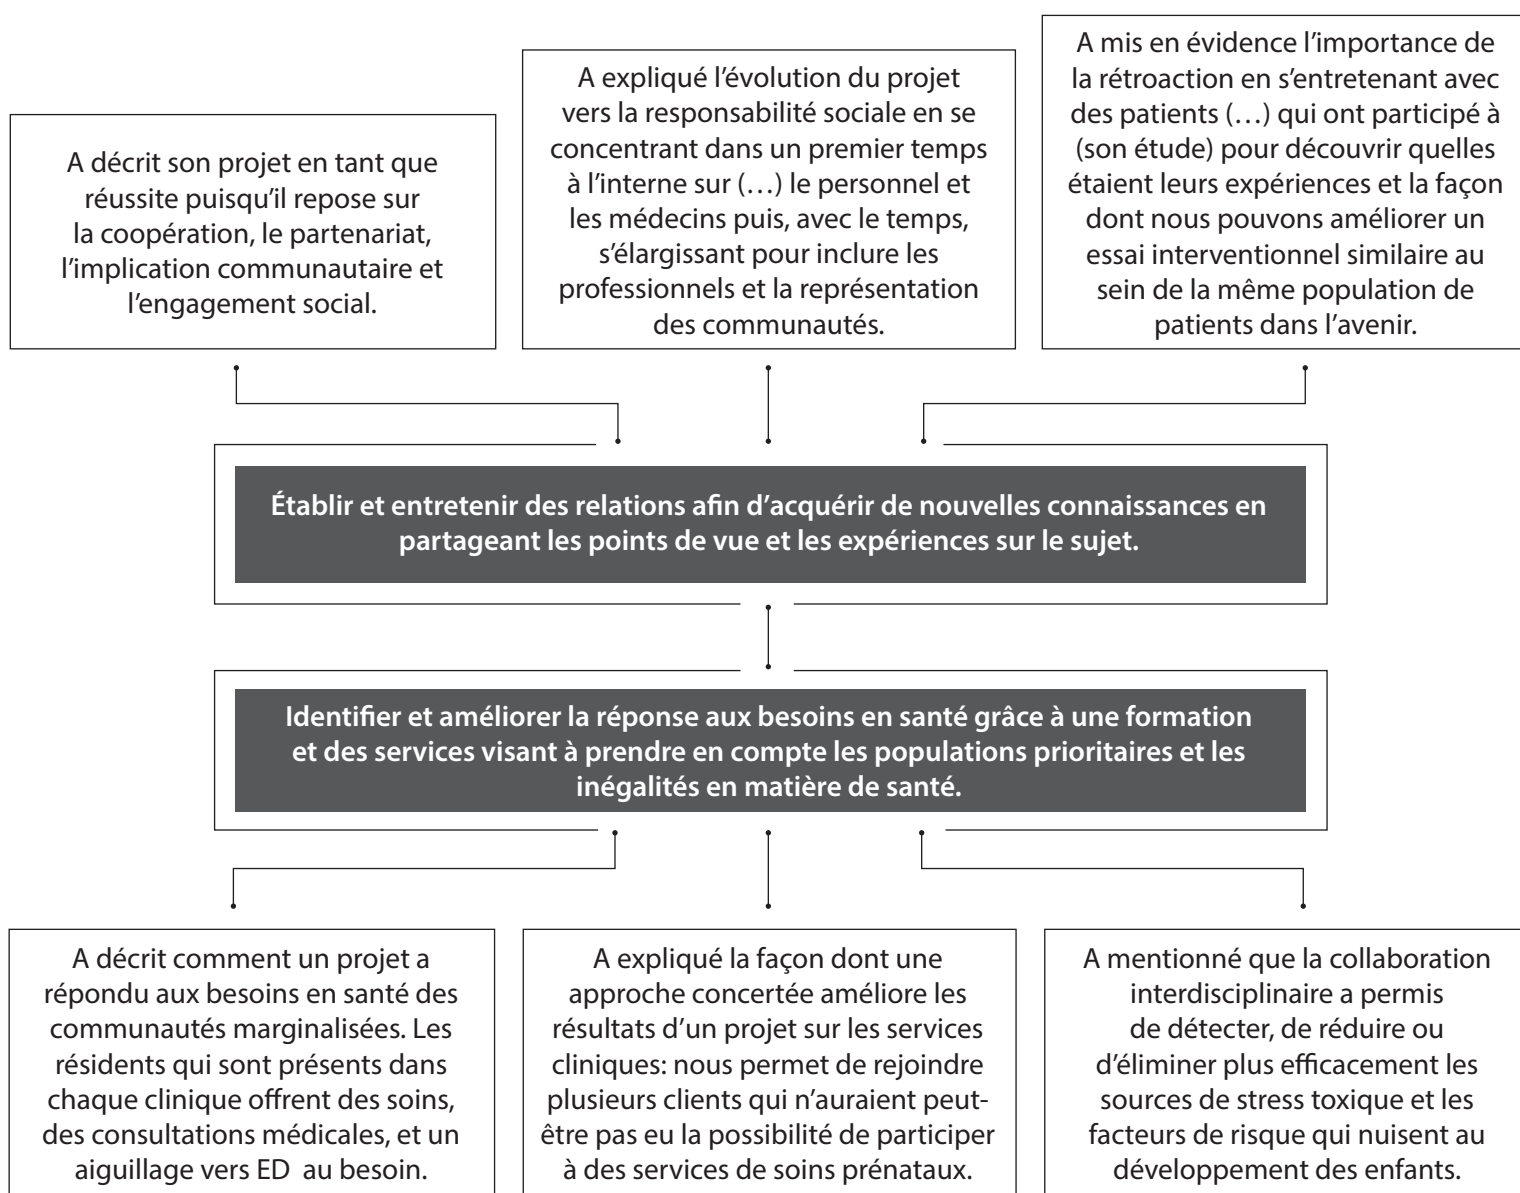 A décrit son projet en tant que
réussite puisqu’il repose sur
la coopération, le partenariat,
l’implication communautaire et
l’engagement social.
A expliqué l’évolution du projet
vers la responsabilité sociale en se
concentrant dans un premier temps
à l’interne sur (…) le personnel et
les médecins puis, avec le temps,
s’élargissant pour inclure les
professionnels et la représentation
des communautés.
A mis en évidence l’importance de
la rétroaction en s’entretenant avec
des patients (…) qui ont participé à
(son étude) pour découvrir quelles
étaient leurs expériences et la façon
dont nous pouvons améliorer un
essai interventionnel similaire au
sein de la même population de
patients dans l’avenir.
Établir et entretenir des relations afin d’acquérir de nouvelles connaissances en
partageant les points de vue et les expériences sur le sujet.
Identifier et améliorer la réponse aux besoins en santé grâce à une formation
et des services visant à prendre en compte les populations prioritaires et les
inégalités en matière de santé.
A décrit comment un projet a
répondu aux besoins en santé des
communautés marginalisées. Les
résidents qui sont présents dans
chaque clinique offrent des soins,
des consultations médicales, et un
aiguillage vers ED au besoin.
A expliqué la façon dont une
approche concertée améliore les
résultats d’un projet sur les services
cliniques: nous permet de rejoindre
plusieurs clients qui n’auraient peut-
être pas eu la possibilité de participer
à des services de soins prénataux.
A mentionné que la collaboration
interdisciplinaire a permis
de détecter, de réduire ou
d’éliminer plus efficacement les
sources de stress toxique et les
facteurs de risque qui nuisent au
développement des enfants.